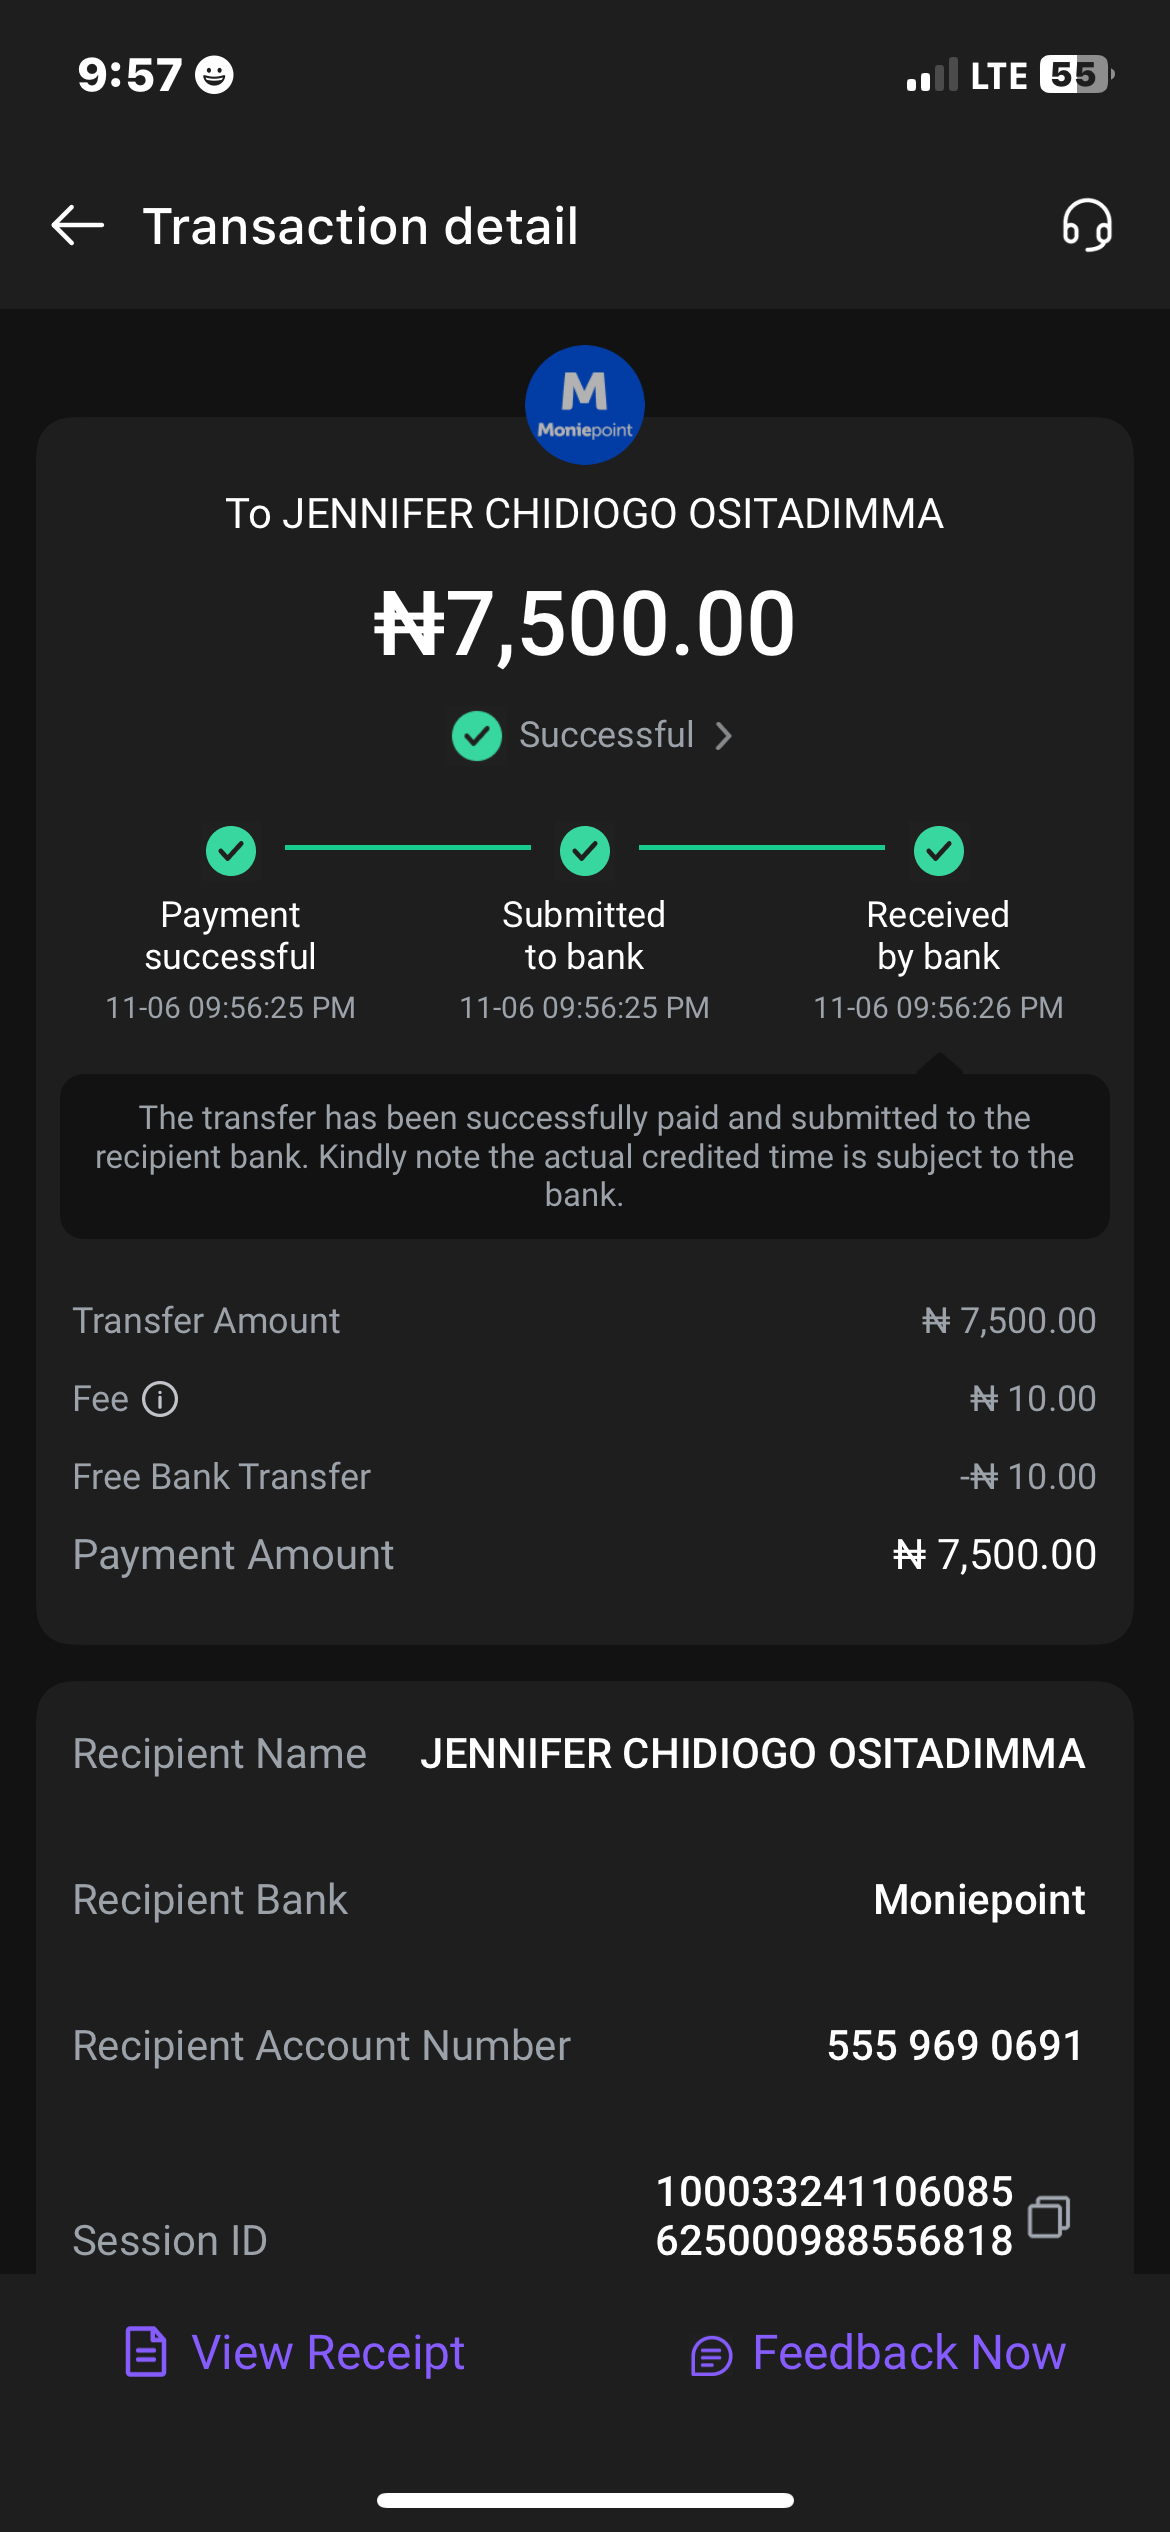 9:57
LTE 55
Transaction detail
M
Moniepoint
To JENNIFER CHIDIOGO OSITADIMMA
₦7,500.00
Successful
Payment
successful
11-06 09:56:25 PM
Submitted
to bank
11-06 09:56:25 PM
Received
by bank
11-06 09:56:26 PM
The transfer has been successfully paid and submitted to the
recipient bank. Kindly note the actual credited time is subject to the
bank.
Transfer Amount ₦ 7,500.00
Fee ₦ 10.00
Free Bank Transfer -₦ 10.00
Payment Amount ₦ 7,500.00
Recipient Name JENNIFER CHIDIOGO OSITADIMMA
Recipient Bank Moniepoint
Recipient Account Number 555 969 0691
100033241106085
Session ID 625000988556818
View Receipt Feedback Now